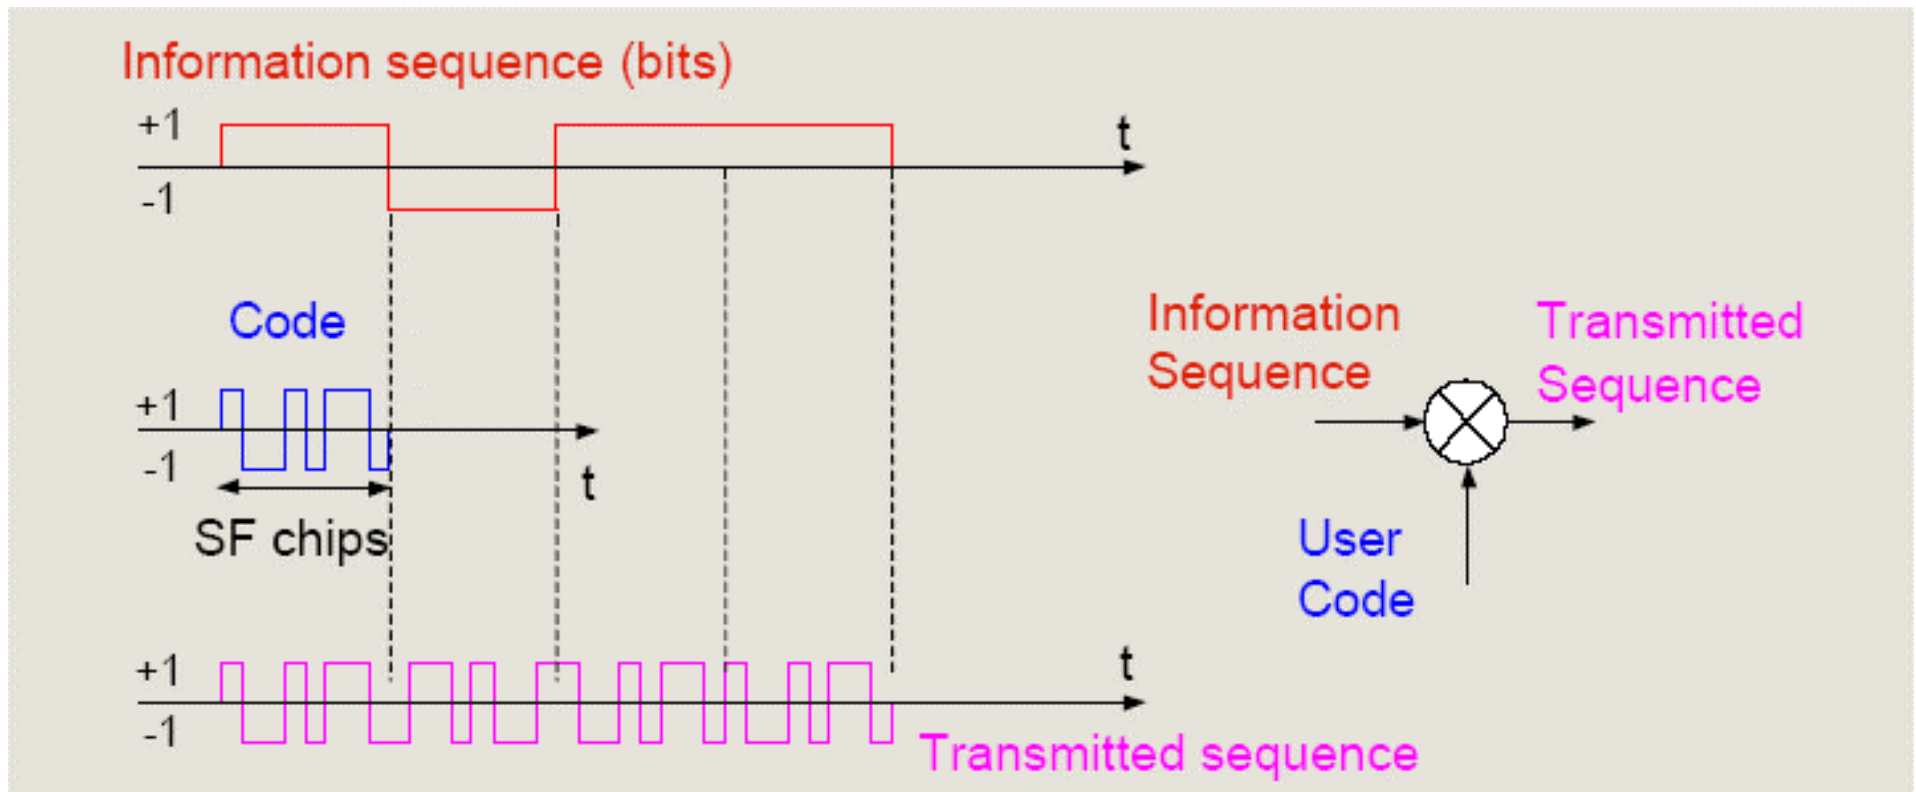 Information sequence (bits)
+1
t
-1
Code
+1
-1
t
SF chips
Information
Sequence
Transmitted
Sequence
User
Code
+1
t
-1
Transmitted sequence